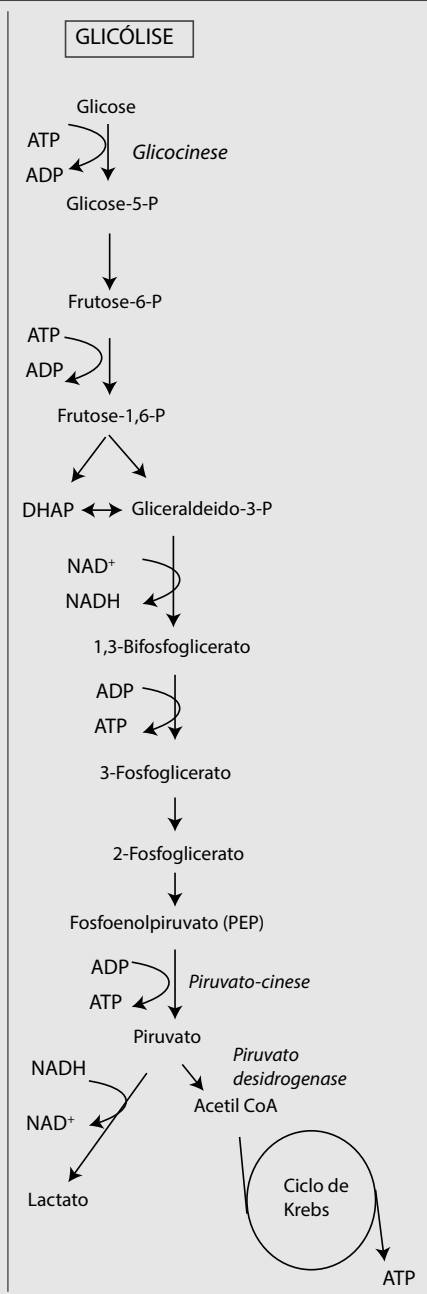 GLICÓLISE
Glicose
ATP
Glicocinese
ADP
Glicose-5-P
Frutose-6-P
ATP
ADP
Frutose-1,6-P
DHAP
Gliceraldeido-3-P
NAD+
NADH
1,3-Bifosfoglicerato
ADP
ATP
3-Fosfoglicerato
2-Fosfoglicerato
Fosfoenolpiruvato (PEP)
ADP
Piruvato-cinese
ATP
Piruvato
Piruvato
desidrogenase
NADH
Acetil CoA
NAD+
Lactato
Ciclo de
Krebs
ATP